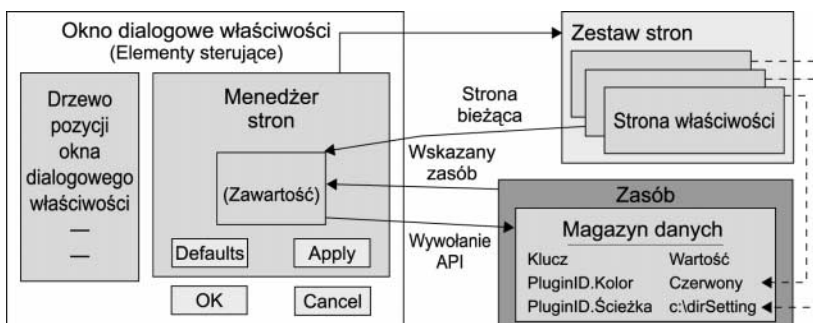 Okno dialogowe właściwości
(Elementy sterujące)
Drzewo
pozycji
okna
dialogowego
właściwości
—
—
Menedżer
stron
(Zawartość)
Defaults
Apply
OK
Cancel
Strona
bieżąca
Wskazany
zasób
Wywołanie
API
Zestaw stron
Strona właściwości
Zasób
Magazyn danych
Klucz Wartość
PluginID.Kolor Czerwony
PluginID.Ścieżka c:\dirSetting